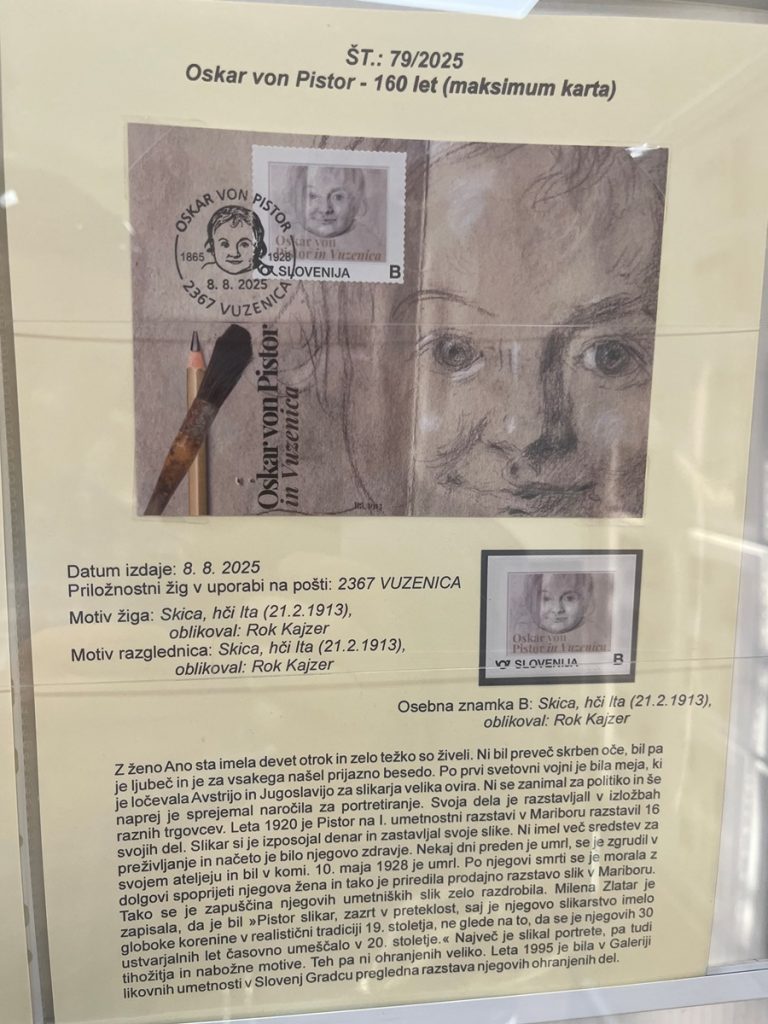 ŠT.: 79/2025
Oskar von Pistor - 160 let (maksimum karta)
OSKAR VON PISTOR
1865 1928
8. 8. 2025
2367 VUZENICA
Oskar von
Pistor in Vuzenica
SLOVENIJA B
Oskar von Pistor
in Vuzenica
Datum izdaje: 8. 8. 2025
Priložnostni žig v uporabi na pošti: 2367 VUZENICA
Motiv žiga: Skica, hči Ita (21.2.1913),
oblikoval: Rok Kajzer
Motiv razglednica: Skica, hči Ita (21.2.1913),
oblikoval: Rok Kajzer
Oskar von
Pistor in Vuzenica
SLOVENIJA B
Osebna znamka B: Skica, hči Ita (21.2.1913),
oblikoval: Rok Kajzer
Z ženo Ano sta imela devet otrok in zelo težko so živeli. Ni bil preveč skrben oče, bil pa
je ljubeč in je za vsakega našel prijazno besedo. Po prvi svetovni vojni je bila meja, ki
je ločevala Avstrijo in Jugoslavijo za slikarja velika ovira. Ni se zanimal za politiko in še
naprej je sprejemal naročila za portretiranje. Svoja dela je razstavljall v izložbah
raznih trgovcev. Leta 1920 je Pistor na I. umetnostni razstavi v Mariboru razstavil 16
svojih del. Slikar si je izposojal denar in zastavljal svoje slike. Ni imel več sredstev za
preživljanje in načeto je bilo njegovo zdravje. Nekaj dni preden je umrl, se je zgrudil v
svojem ateljeju in bil v komi. 10. maja 1928 je umrl. Po njegovi smrti se je morala z
dolgovi spoprijeti njegova žena in tako je priredila prodajno razstavo slik v Mariboru.
Tako se je zapuščina njegovih umetniških slik zelo razdrobila. Milena Zlatar je
zapisala, da je bil »Pistor slikar, zazrt v preteklost, saj je njegovo slikarstvo imelo
globoke korenine v realistični tradiciji 19. stoletja, ne glede na to, da se je njegovih 30
ustvarjalnih let časovno umeščalo v 20. stoletje.« Največ je slikal portrete, pa tudi
tihožitja in nabožne motive. Teh pa ni ohranjenih veliko. Leta 1995 je bila v Galeriji
likovnih umetnosti v Slovenj Gradcu pregledna razstava njegovih ohranjenih del.